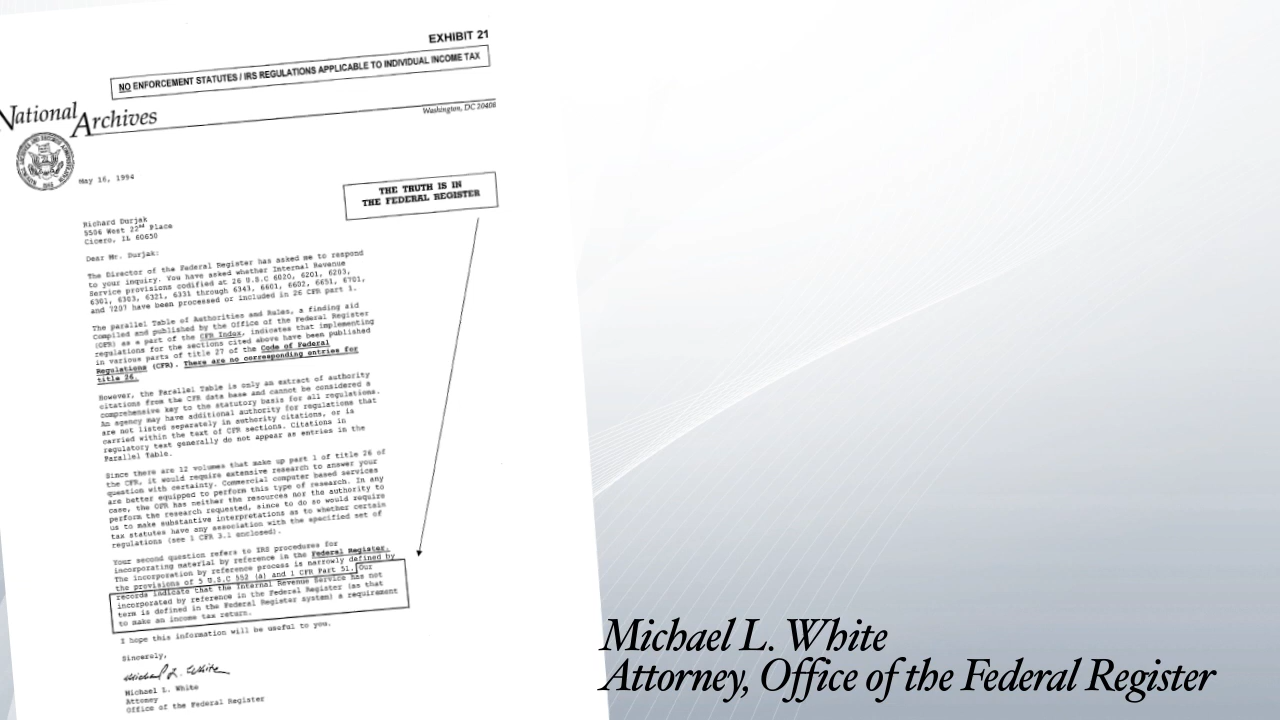 EXHIBIT 21
NO ENFORCEMENT STATUTES / IRS REGULATIONS APPLICABLE TO INDIVIDUAL INCOME TAX
National Archives
Washington, DC 20408
May 16, 1994
THE TRUTH IS IN
THE FEDERAL REGISTER
Richard Durjak
5506 West 22nd Place
Cicero, IL 60650
Dear Mr. Durjak:
The Director of the Federal Register has asked me to respond
to your inquiry. You have asked whether Internal Revenue
Service provisions codified at 26 U.S.C 6020, 6201, 6203,
6301, 6303, 6321, 6331 through 6343, 6601, 6602, 6651, 6701,
and 7207 have been processed or included in 26 CFR part 1.
The parallel Table of Authorities and Rules, a finding aid
Compiled and published by the Office of the Federal Register
(OFR) as a part of the CFR Index, indicates that implementing
regulations for the sections cited above have been published
in various parts of title 27 of the Code of Federal
Regulations (CFR). There are no corresponding entries for
title 26.
However, the Parallel Table is only an extract of authority
citations from the CFR data base and cannot be considered a
comprehensive key to the statutory basis for all regulations.
An agency may have additional authority for regulations that
are not listed separately in authority citations, or is
carried within the text of CFR sections. Citations in
regulatory text generally do not appear as entries in the
Parallel Table.
Since there are 12 volumes that make up part 1 of title 26 of
the CFR, it would require extensive research to answer your
question with certainty. Commercial computer based services
are better equipped to perform this type of research. In any
case, the OFR has neither the resources nor the authority to
perform the research requested, since to do so would require
us to make substantive interpretations as to whether certain
tax statutes have any association with the specified set of
regulations (see 1 CFR 3.1 enclosed).
Your second question refers to IRS procedures for
incorporating material by reference in the Federal Register.
The incorporation by reference process is narrowly defined by
the provisions of 5 U.S.C 552 (a) and 1 CFR Part 51. Our
records indicate that the Internal Revenue Service has not
incorporated by reference in the Federal Register (as that
term is defined in the Federal Register system) a requirement
to make an income tax return.
I hope this information will be useful to you.
Sincerely,
Michael L. White
Michael L. White
Attorney
Office of the Federal Register
Michael L. White
Attorney, Office of the Federal Register